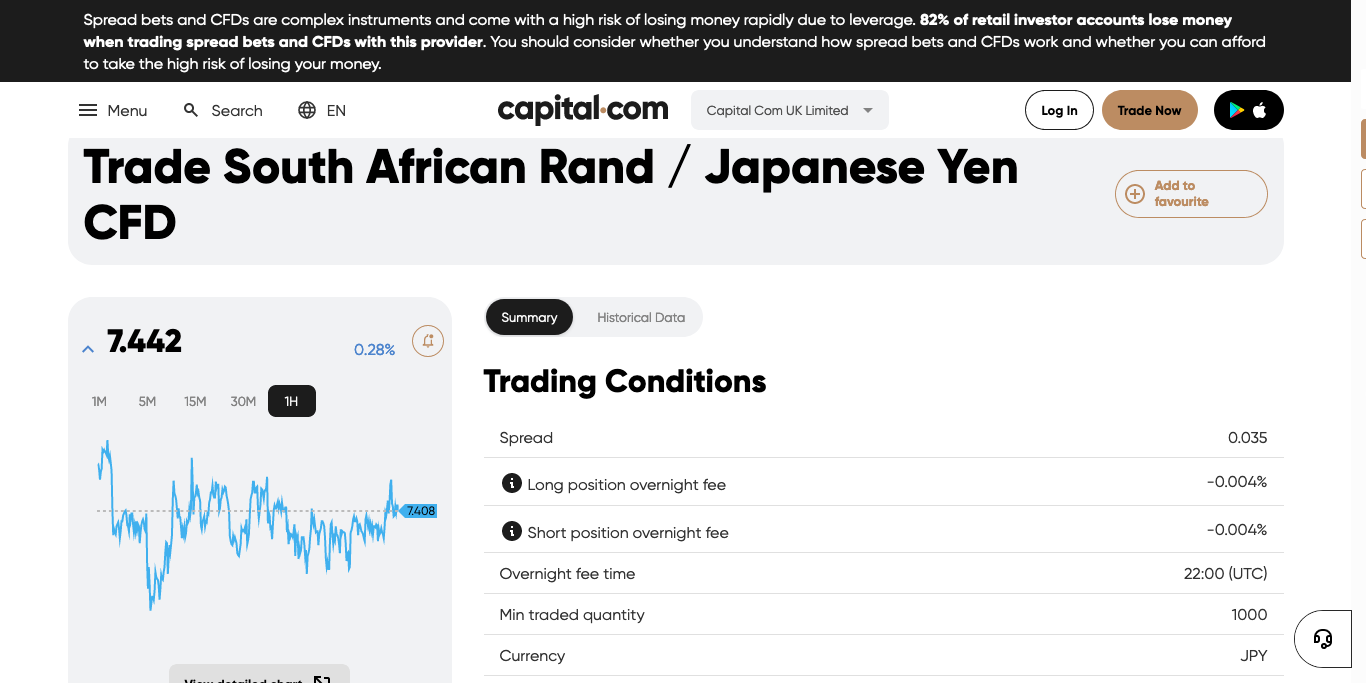 Spread bets and CFDs are complex instruments and come with a high risk of losing money rapidly due to leverage. 82% of retail investor accounts lose money
when trading spread bets and CFDs with this provider. You should consider whether you understand how spread bets and CFDs work and whether you can afford
to take the high risk of losing your money.
Menu
Search
EN
capital.com
Capital Com UK Limited
Log In
Trade Now
Trade South African Rand / Japanese Yen
CFD
Add to
favourite
7.442
0.28%
1M
5M
15M
30M
1H
7.408
View detailed chart
Summary
Historical Data
Trading Conditions
Spread 0.035
Long position overnight fee -0.004%
Short position overnight fee -0.004%
Overnight fee time 22:00 (UTC)
Min traded quantity 1000
Currency JPY